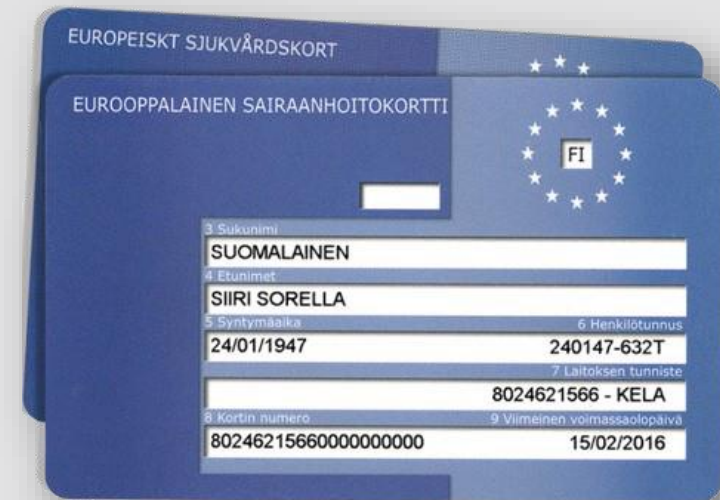 EUROPEISKT SJUKVÅRDSKORT
EUROOPPALAINEN SAIRAANHOITOKORTTI
FI
3 Sukunimi
SUOMALAINEN
4 Etunimet
SIIRI SORELLA
5 Syntymäaika 6 Henkilötunnus
24/01/1947 240147-632T
7 Laitoksen tunniste
8024621566 - KELA
8 Kortin numero 9 Viimeinen voimassaolopäivä
80246215660000000000 15/02/2016